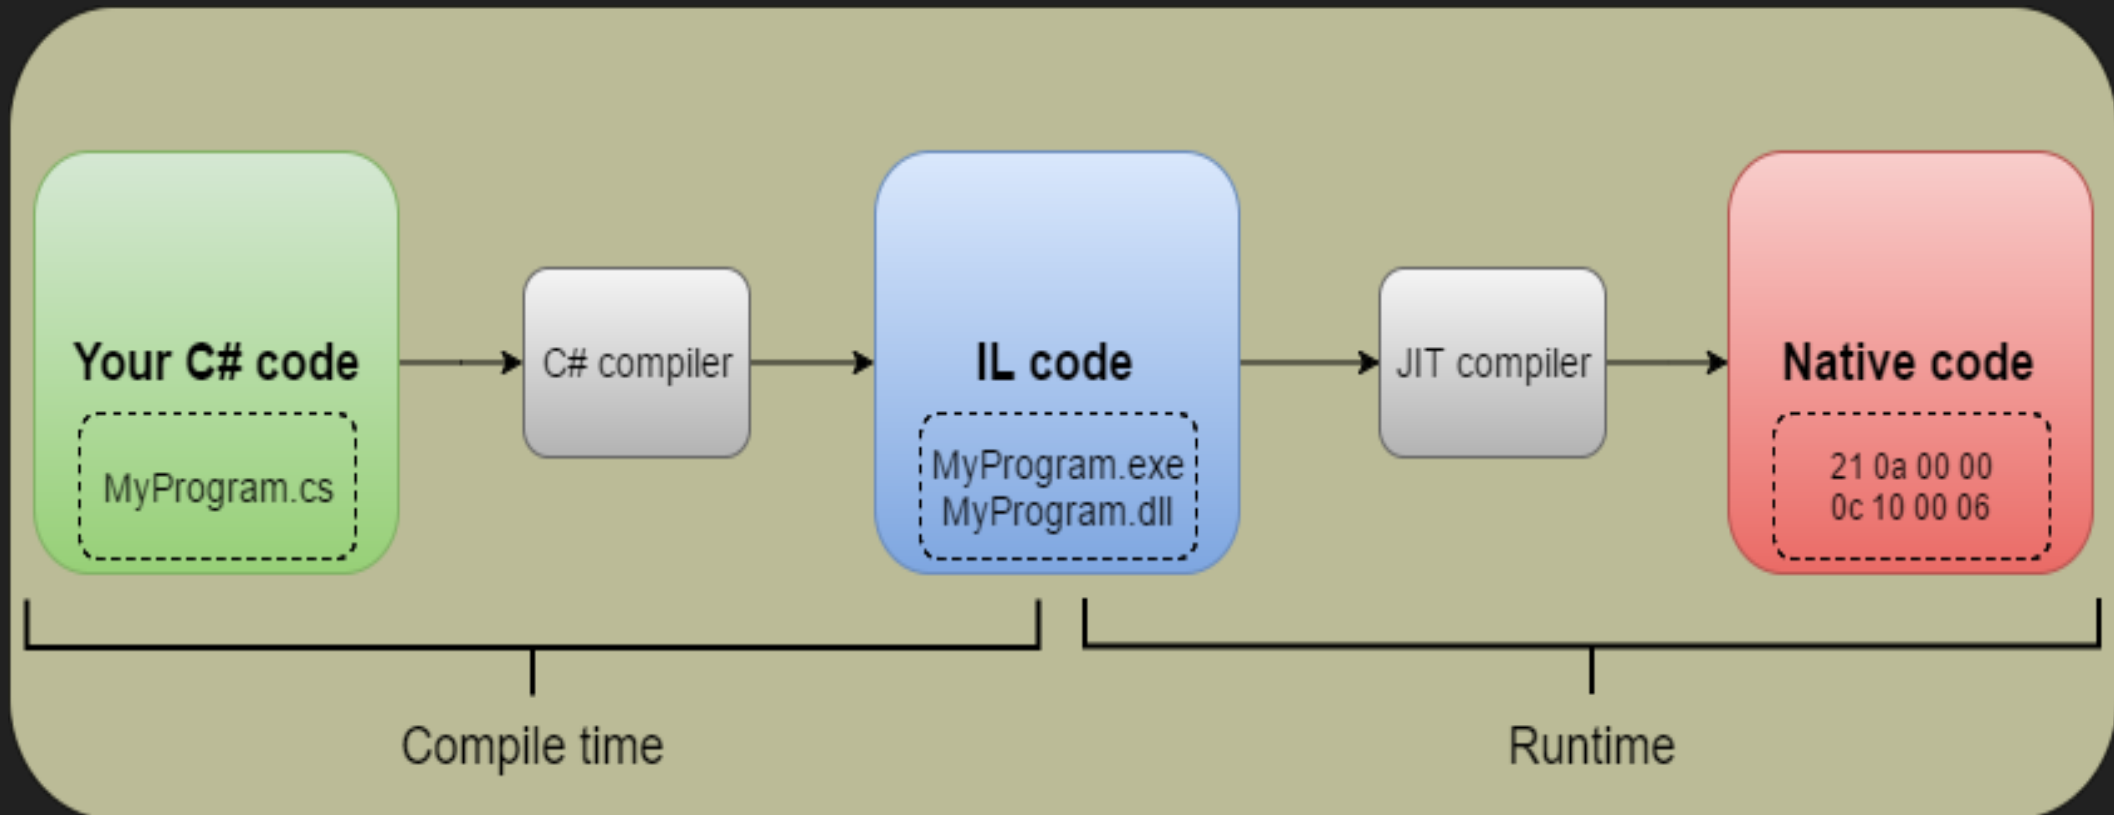 Your C# code
MyProgram.cs
C# compiler
IL code
MyProgram.exe
MyProgram.dll
JIT compiler
Native code
21 0a 00 00
0c 10 00 06
Compile time
Runtime